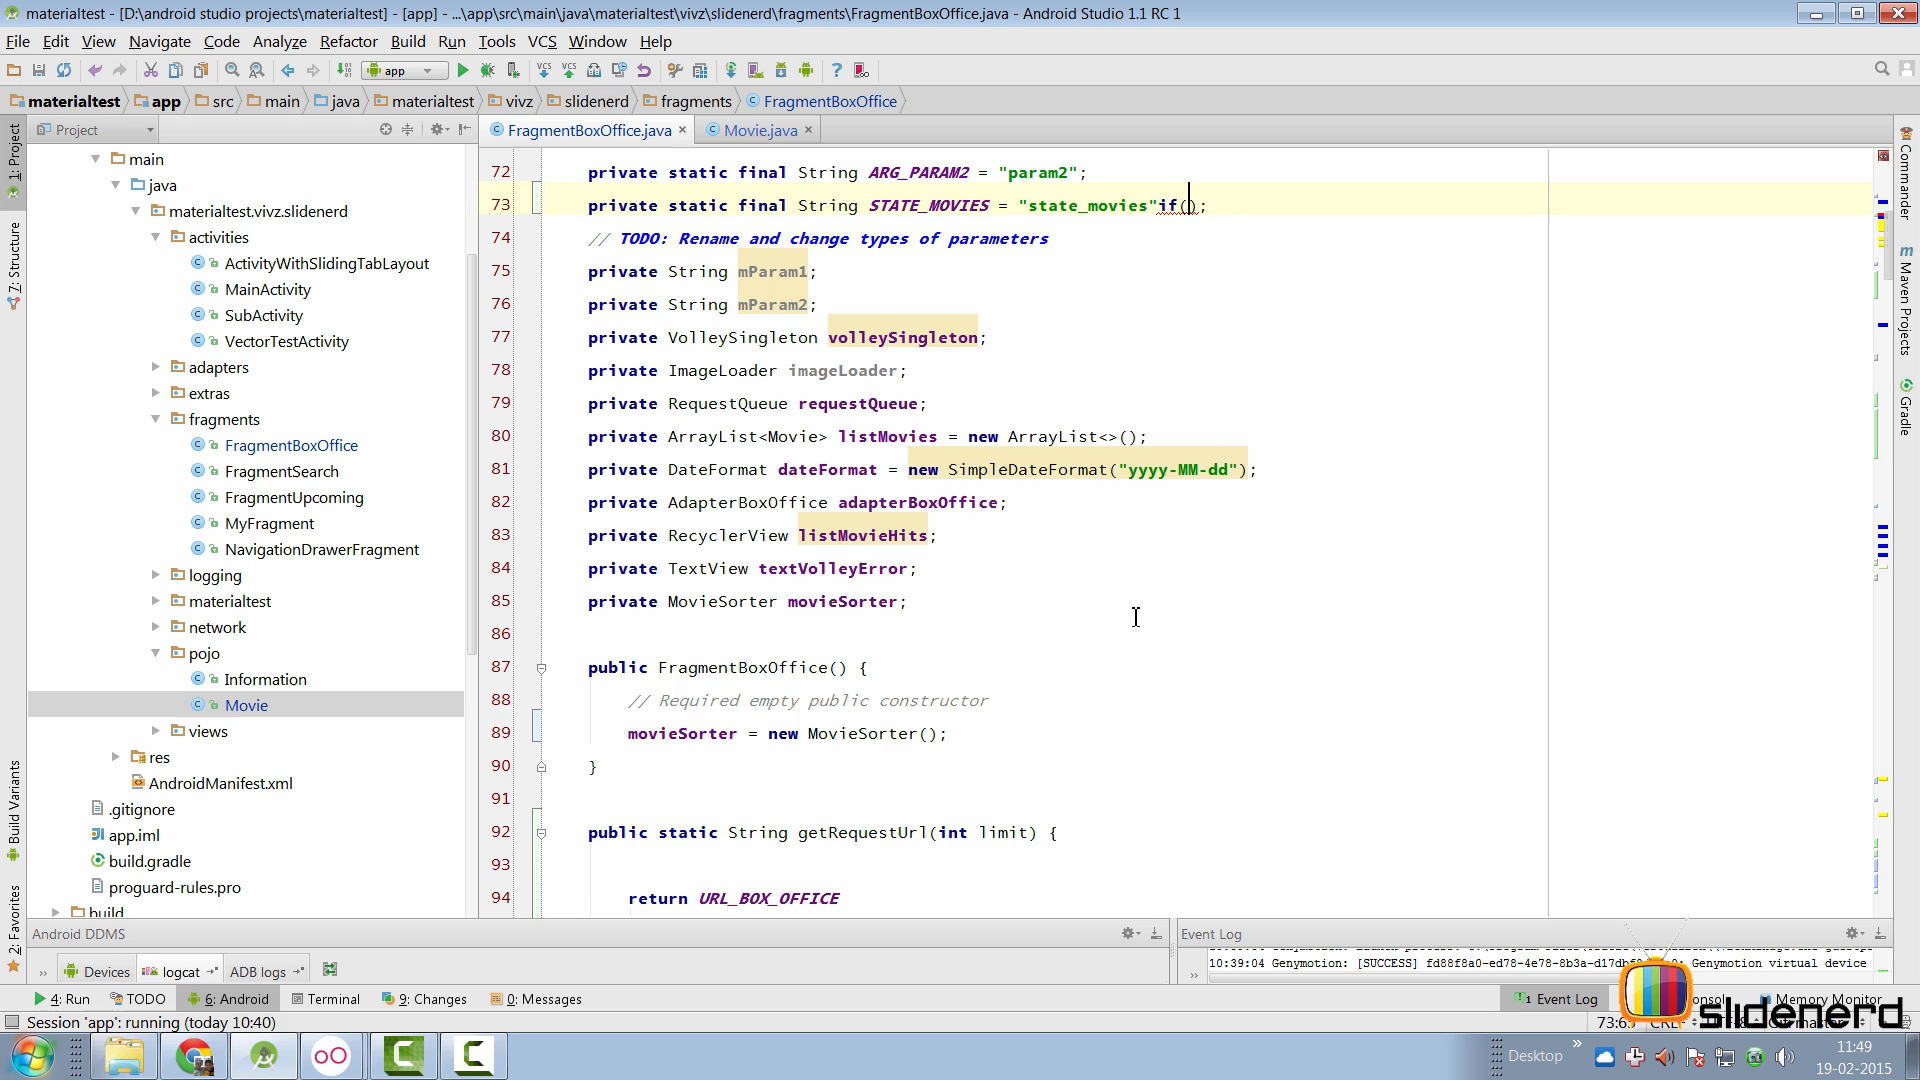 materialtest - [D:\android studio projects\materialtest] - [app] - ...\app\src\main\java\materialtest\vivz\slidenerd\fragments\FragmentBoxOffice.java - Android Studio 1.1 RC 1
File Edit View Navigate Code Analyze Refactor Build Run Tools VCS Window Help
app
materialtest app src main java materialtest vivz slidenerd fragments FragmentBoxOffice
Project
FragmentBoxOffice.java
Movie.java
1: Project
7: Structure
Build Variants
2: Favorites
Commander
Maven Projects
Gradle
main
java
materialtest.vivz.slidenerd
activities
ActivityWithSlidingTabLayout
MainActivity
SubActivity
VectorTestActivity
adapters
extras
fragments
FragmentBoxOffice
FragmentSearch
FragmentUpcoming
MyFragment
NavigationDrawerFragment
logging
materialtest
network
pojo
Information
Movie
views
res
AndroidManifest.xml
.gitignore
app.iml
build.gradle
proguard-rules.pro
build
72 private static final String ARG_PARAM2 = "param2";
73 private static final String STATE_MOVIES = "state_movies"if();
74 // TODO: Rename and change types of parameters
75 private String mParam1;
76 private String mParam2;
77 private VolleySingleton volleySingleton;
78 private ImageLoader imageLoader;
79 private RequestQueue requestQueue;
80 private ArrayList<Movie> listMovies = new ArrayList<>();
81 private DateFormat dateFormat = new SimpleDateFormat("yyyy-MM-dd");
82 private AdapterBoxOffice adapterBoxOffice;
83 private RecyclerView listMovieHits;
84 private TextView textVolleyError;
85 private MovieSorter movieSorter;
86
87 public FragmentBoxOffice() {
88 // Required empty public constructor
89 movieSorter = new MovieSorter();
90 }
91
92 public static String getRequestUrl(int limit) {
93
94 return URL_BOX_OFFICE
Android DDMS
Event Log
Devices logcat ADB logs
10:39:04 Genymotion: [SUCCESS] fd88f8a0-ed78-4e78-8b3a-d17dbf Genymotion virtual device
4: Run TODO 6: Android Terminal 9: Changes 0: Messages
Event Log Memory Monitor
Session 'app': running (today 10:40)
slidenerd
Desktop
11:49
19-02-2015